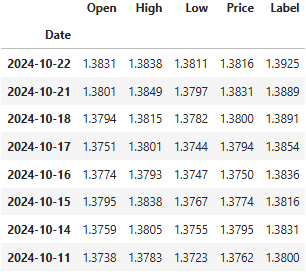 Open High Low Price Label
Date
2024-10-22 1.3831 1.3838 1.3811 1.3816 1.3925
2024-10-21 1.3801 1.3849 1.3797 1.3831 1.3889
2024-10-18 1.3794 1.3815 1.3782 1.3800 1.3891
2024-10-17 1.3751 1.3801 1.3744 1.3794 1.3854
2024-10-16 1.3774 1.3793 1.3747 1.3750 1.3836
2024-10-15 1.3795 1.3838 1.3767 1.3774 1.3816
2024-10-14 1.3759 1.3805 1.3755 1.3795 1.3831
2024-10-11 1.3738 1.3783 1.3723 1.3762 1.3800